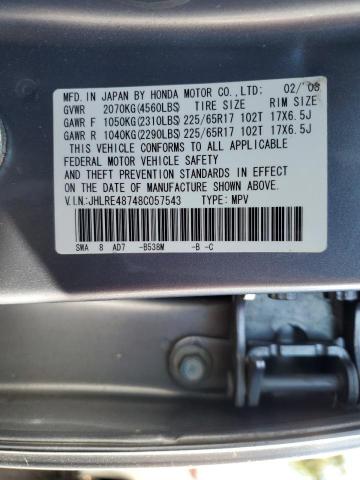 MFD. IN JAPAN BY HONDA MOTOR CO., LTD: 02/'08
GVWR 2070KG(4560LBS) TIRE SIZE RIM SIZE
GAWR F 1050KG(2310LBS) 225/65R17 102T 17X6.5J
GAWR R 1040KG(2290LBS) 225/65R17 102T 17X6.5J
THIS VEHICLE CONFORMS TO ALL APPLICABLE
FEDERAL MOTOR VEHICLE SAFETY
AND THEFT PREVENTION STANDARDS IN EFFECT
ON THE DATE OF MANUFACTURE SHOWN ABOVE.
V.I.N.:JHLRE48748C057543 TYPE: MPV
SWA 8 AD7 -B538M -B -C